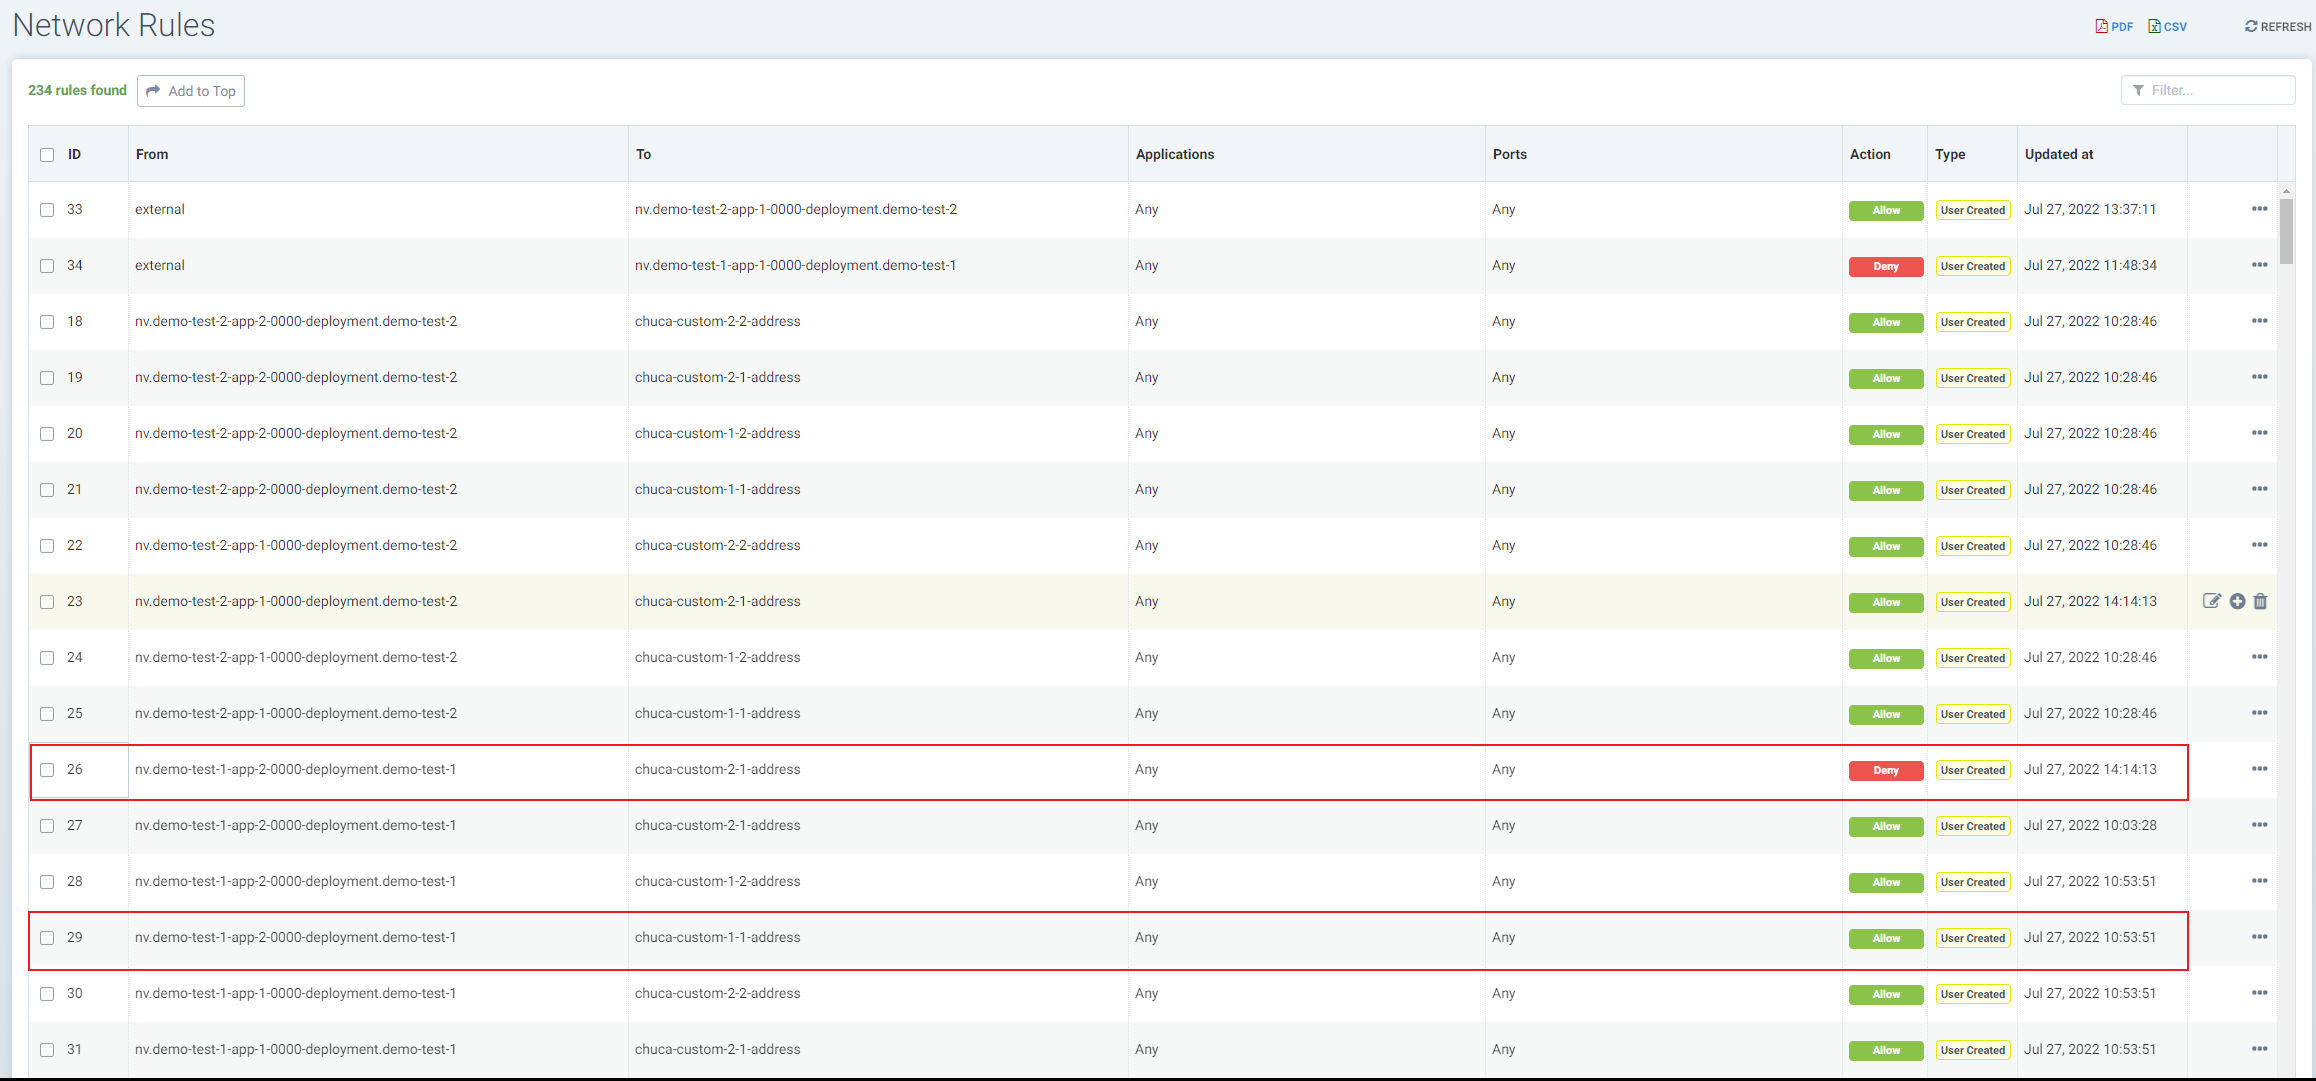 Network Rules
PDF CSV REFRESH
234 rules found Add to Top Filter...
ID From To Applications Ports Action Type Updated at
33 external nv.demo-test-2-app-1-0000-deployment.demo-test-2 Any Any Allow User Created Jul 27, 2022 13:37:11
34 external nv.demo-test-1-app-1-0000-deployment.demo-test-1 Any Any Deny User Created Jul 27, 2022 11:48:34
18 nv.demo-test-2-app-2-0000-deployment.demo-test-2 chuca-custom-2-2-address Any Any Allow User Created Jul 27, 2022 10:28:46
19 nv.demo-test-2-app-2-0000-deployment.demo-test-2 chuca-custom-2-1-address Any Any Allow User Created Jul 27, 2022 10:28:46
20 nv.demo-test-2-app-2-0000-deployment.demo-test-2 chuca-custom-1-2-address Any Any Allow User Created Jul 27, 2022 10:28:46
21 nv.demo-test-2-app-2-0000-deployment.demo-test-2 chuca-custom-1-1-address Any Any Allow User Created Jul 27, 2022 10:28:46
22 nv.demo-test-2-app-1-0000-deployment.demo-test-2 chuca-custom-2-2-address Any Any Allow User Created Jul 27, 2022 10:28:46
23 nv.demo-test-2-app-1-0000-deployment.demo-test-2 chuca-custom-2-1-address Any Any Allow User Created Jul 27, 2022 14:14:13
24 nv.demo-test-2-app-1-0000-deployment.demo-test-2 chuca-custom-1-2-address Any Any Allow User Created Jul 27, 2022 10:28:46
25 nv.demo-test-2-app-1-0000-deployment.demo-test-2 chuca-custom-1-1-address Any Any Allow User Created Jul 27, 2022 10:28:46
26 nv.demo-test-1-app-2-0000-deployment.demo-test-1 chuca-custom-2-1-address Any Any Deny User Created Jul 27, 2022 14:14:13
27 nv.demo-test-1-app-2-0000-deployment.demo-test-1 chuca-custom-2-1-address Any Any Allow User Created Jul 27, 2022 10:03:28
28 nv.demo-test-1-app-2-0000-deployment.demo-test-1 chuca-custom-1-2-address Any Any Allow User Created Jul 27, 2022 10:53:51
29 nv.demo-test-1-app-2-0000-deployment.demo-test-1 chuca-custom-1-1-address Any Any Allow User Created Jul 27, 2022 10:53:51
30 nv.demo-test-1-app-1-0000-deployment.demo-test-1 chuca-custom-2-2-address Any Any Allow User Created Jul 27, 2022 10:53:51
31 nv.demo-test-1-app-1-0000-deployment.demo-test-1 chuca-custom-2-1-address Any Any Allow User Created Jul 27, 2022 10:53:51